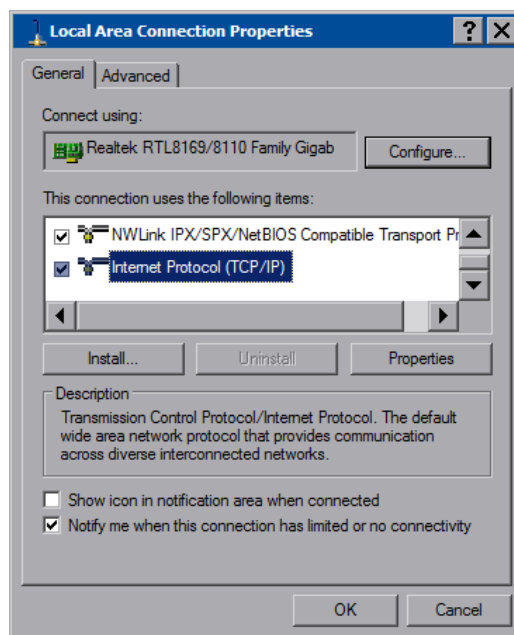 Local Area Connection Properties
General
Advanced
Connect using:
Realtek RTL8169/8110 Family Gigab
Configure...
This connection uses the following items:
NWLink IPX/SPX/NetBIOS Compatible Transport Pr
Internet Protocol (TCP/IP)
Install...
Uninstall
Properties
Description
Transmission Control Protocol/Internet Protocol. The default
wide area network protocol that provides communication
across diverse interconnected networks.
Show icon in notification area when connected
Notify me when this connection has limited or no connectivity
OK
Cancel